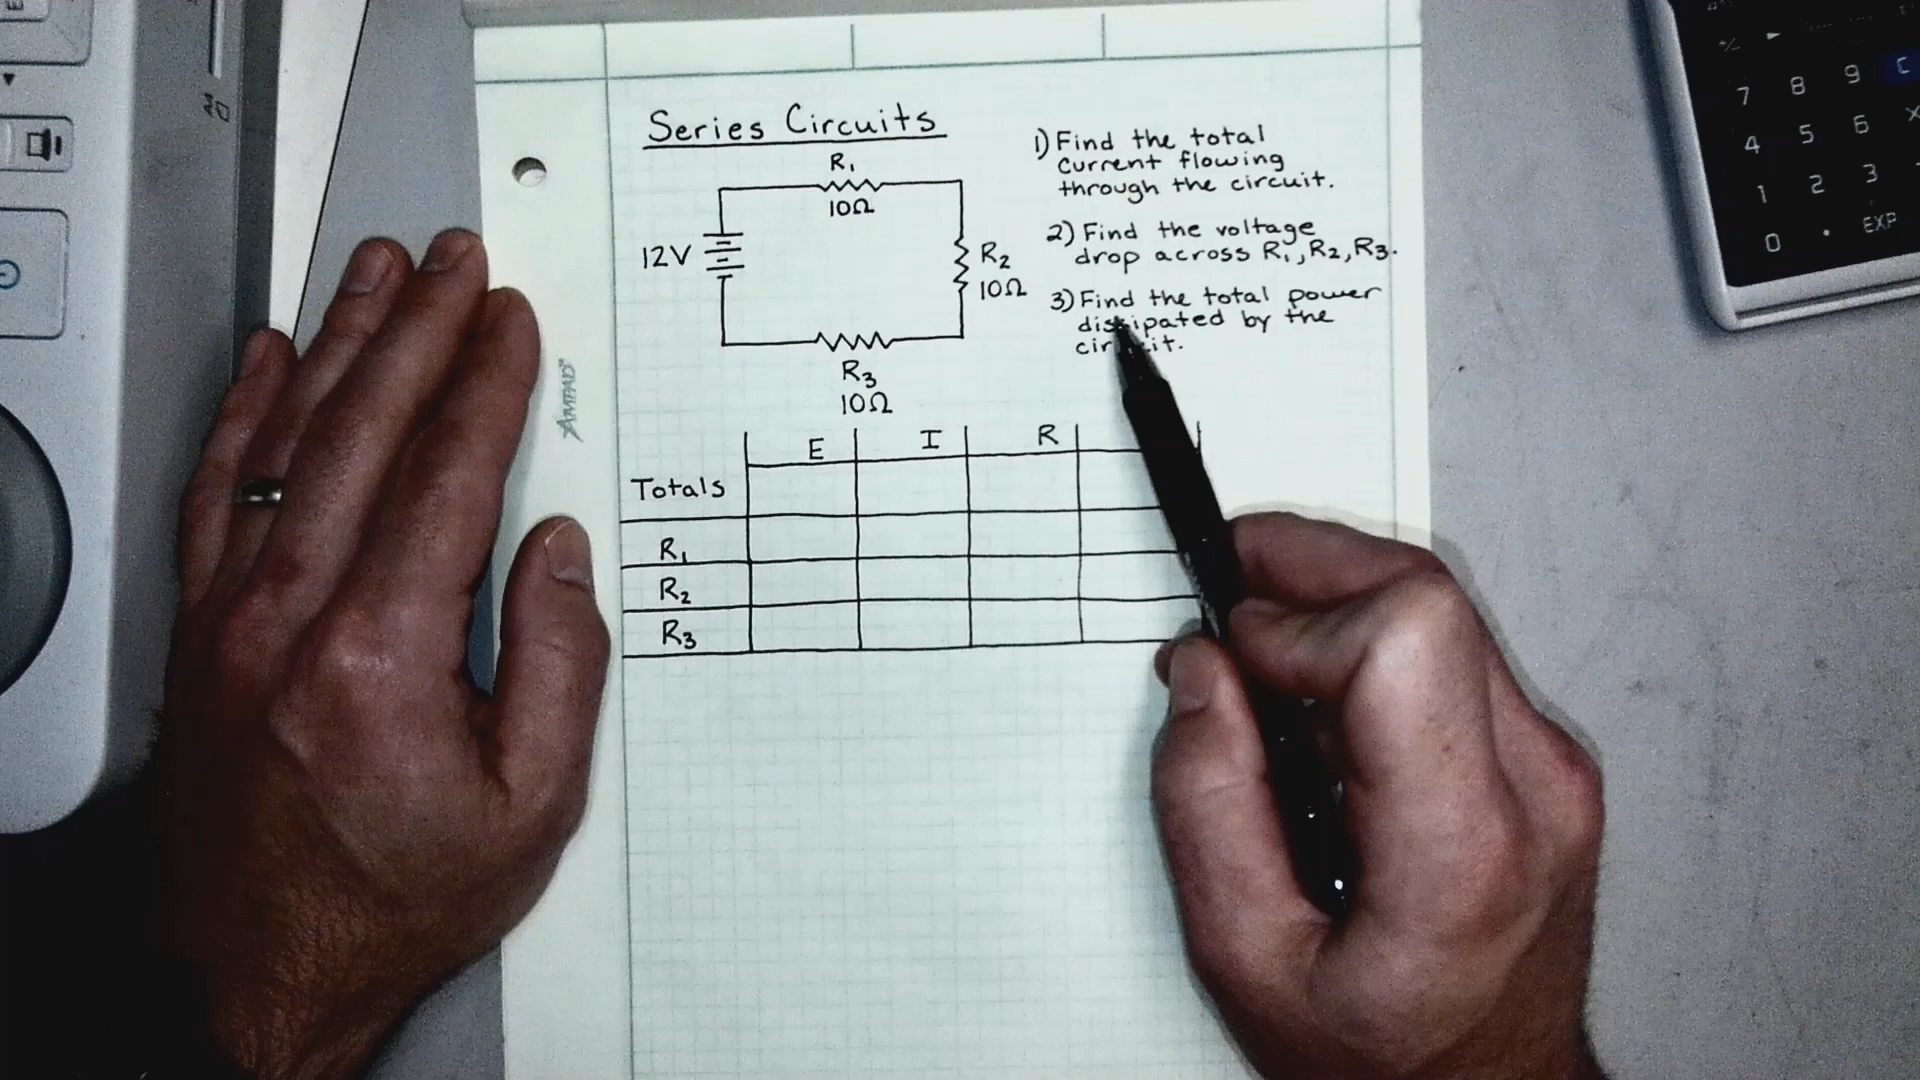 Series Circuits
R1
10Ω
12V
R2
10Ω
R3
10Ω
1) Find the total
current flowing
through the circuit.
2) Find the voltage
drop across R1, R2, R3.
3) Find the total power
dissipated by the
circuit.
E I R
Totals
R1
R2
R3
AMPAD
7 8 9 C
4 5 6 ×
1 2 3
0 . EXP